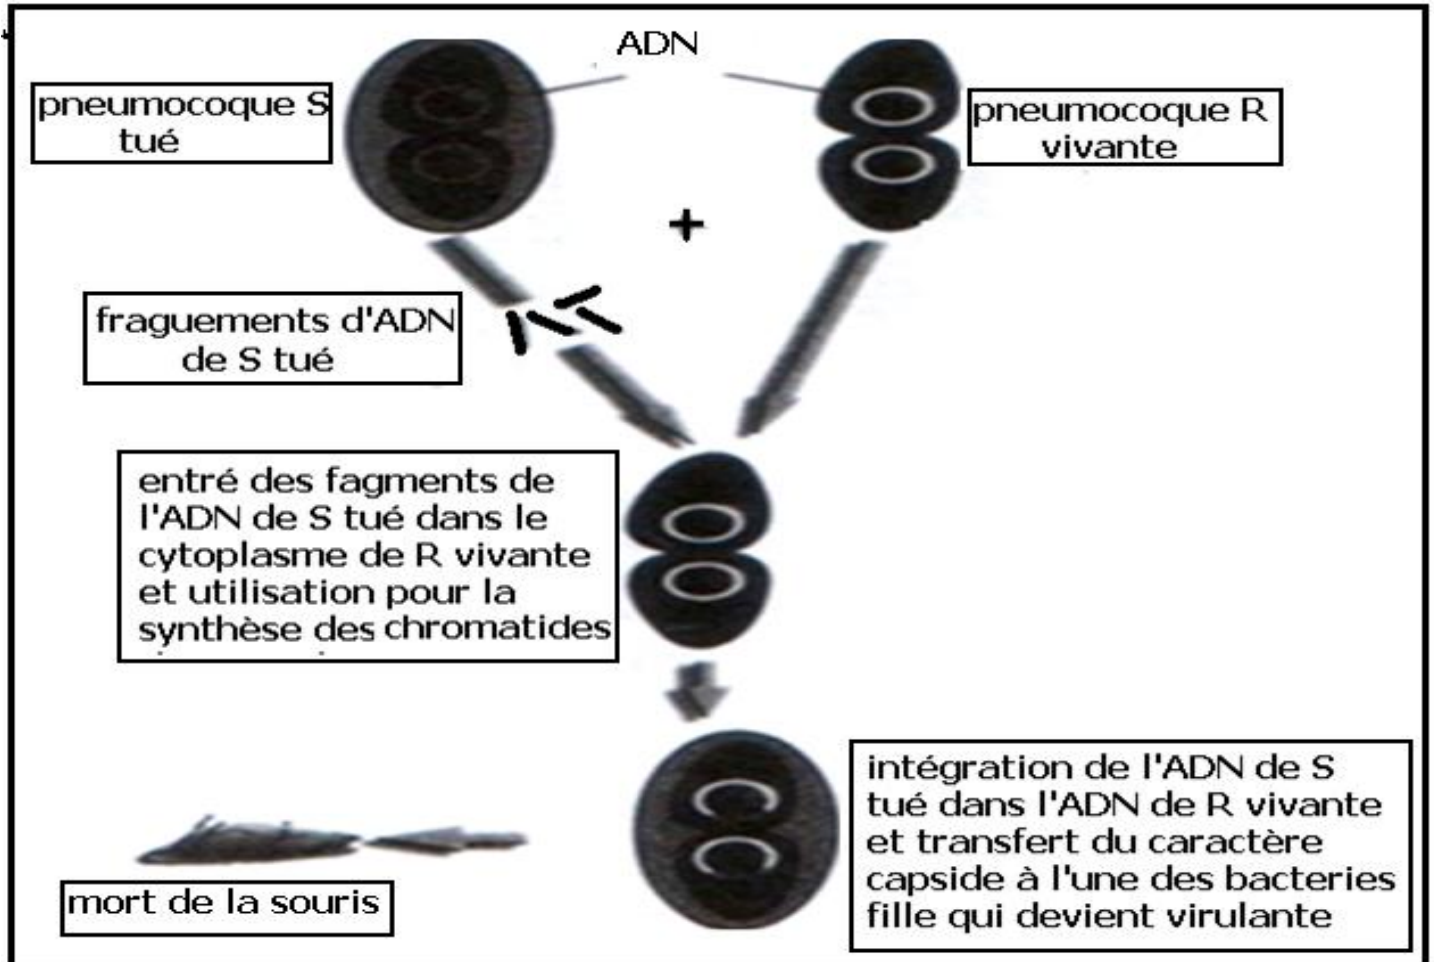 ADN
pneumocoque S
tué
pneumocoque R
vivante
+
fraguements d'ADN
de S tué
entré des fagments de
l'ADN de S tué dans le
cytoplasme de R vivante
et utilisation pour la
synthèse des chromatides
intégration de l'ADN de S
tué dans l'ADN de R vivante
et transfert du caractère
capside à l'une des bacteries
fille qui devient virulante
mort de la souris